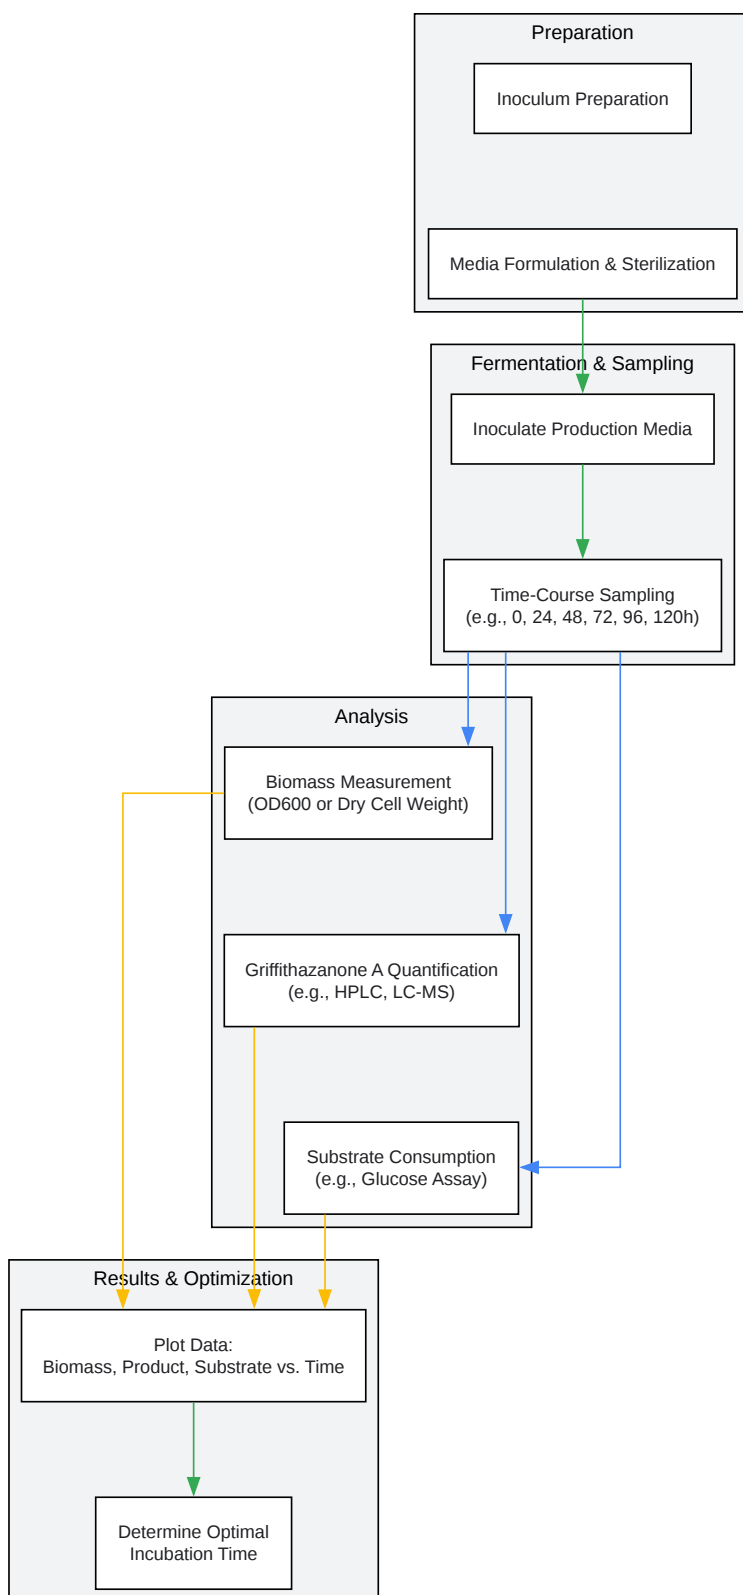 Preparation
Inoculum Preparation
Media Formulation & Sterilization
Fermentation & Sampling
Inoculate Production Media
Time-Course Sampling
(e.g., 0, 24, 48, 72, 96, 120h)
Analysis
Biomass Measurement
(OD600 or Dry Cell Weight)
Griffithazanone A Quantification
(e.g., HPLC, LC-MS)
Substrate Consumption
(e.g., Glucose Assay)
Results & Optimization
Plot Data:
Biomass, Product, Substrate vs. Time
Determine Optimal
Incubation Time